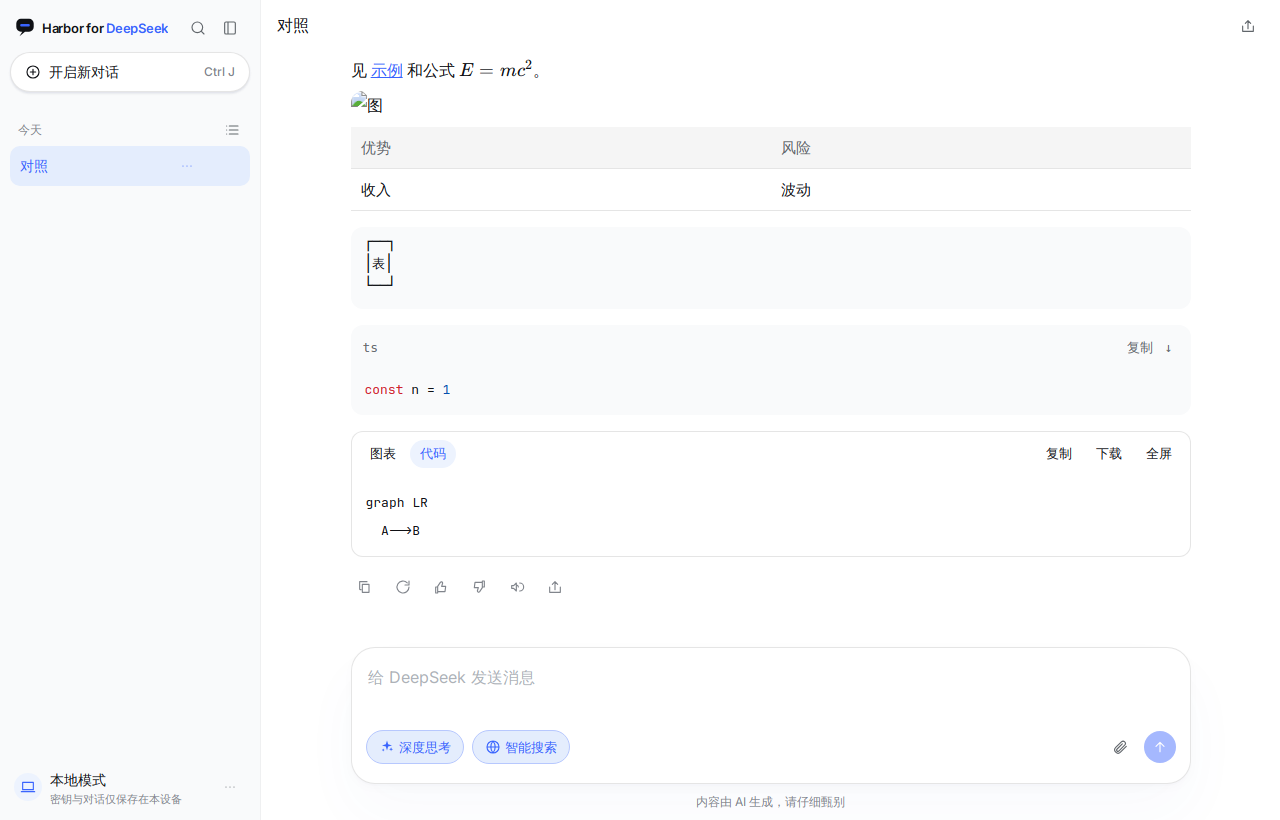 Harbor for DeepSeek
开启新对话 Ctrl J
今天
对照 ···
本地模式
密钥与对话仅保存在本设备
对照
见 示例 和公式 E = mc²。
图
优势 风险
收入 波动
┌──┐
│表│
└──┘
ts 复制 ↓
const n = 1
图表 代码 复制 下载 全屏
graph LR
A-->B
给 DeepSeek 发送消息
深度思考 智能搜索
内容由 AI 生成，请仔细甄别